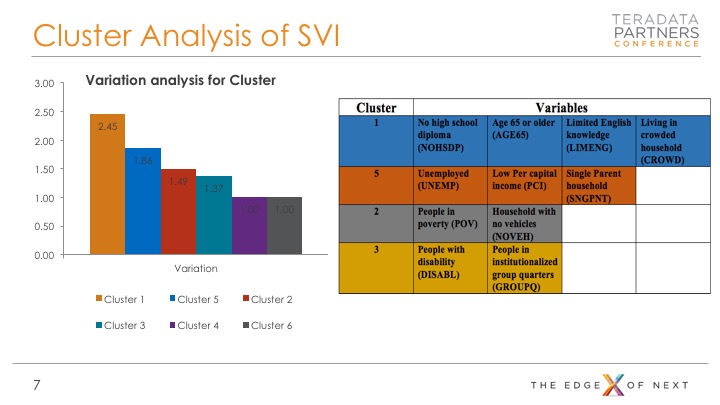 Cluster Analysis of SVI
TERADATA
PARTNERS
CONFERENCE
Variation analysis for Cluster
3.00
2.50
2.00
1.50
1.00
0.50
0.00
2.45
1.86
1.49
1.37
1.00
1.00
Variation
Cluster 1
Cluster 5
Cluster 2
Cluster 3
Cluster 4
Cluster 6
Cluster
Variables
1
No high school
diploma
(NOHSDP)
Age 65 or older
(AGE65)
Limited English
knowledge
(LIMENG)
Living in
crowded
household
(CROWD)
5
Unemployed
(UNEMP)
Low Per capital
income (PCI)
Single Parent
household
(SNGPNT)
2
People in
poverty (POV)
Household with
no vehicles
(NOVEH)
3
People with
disability
(DISABL)
People in
institutionalized
group quarters
(GROUPQ)
7
THE EDGE X OF NEXT